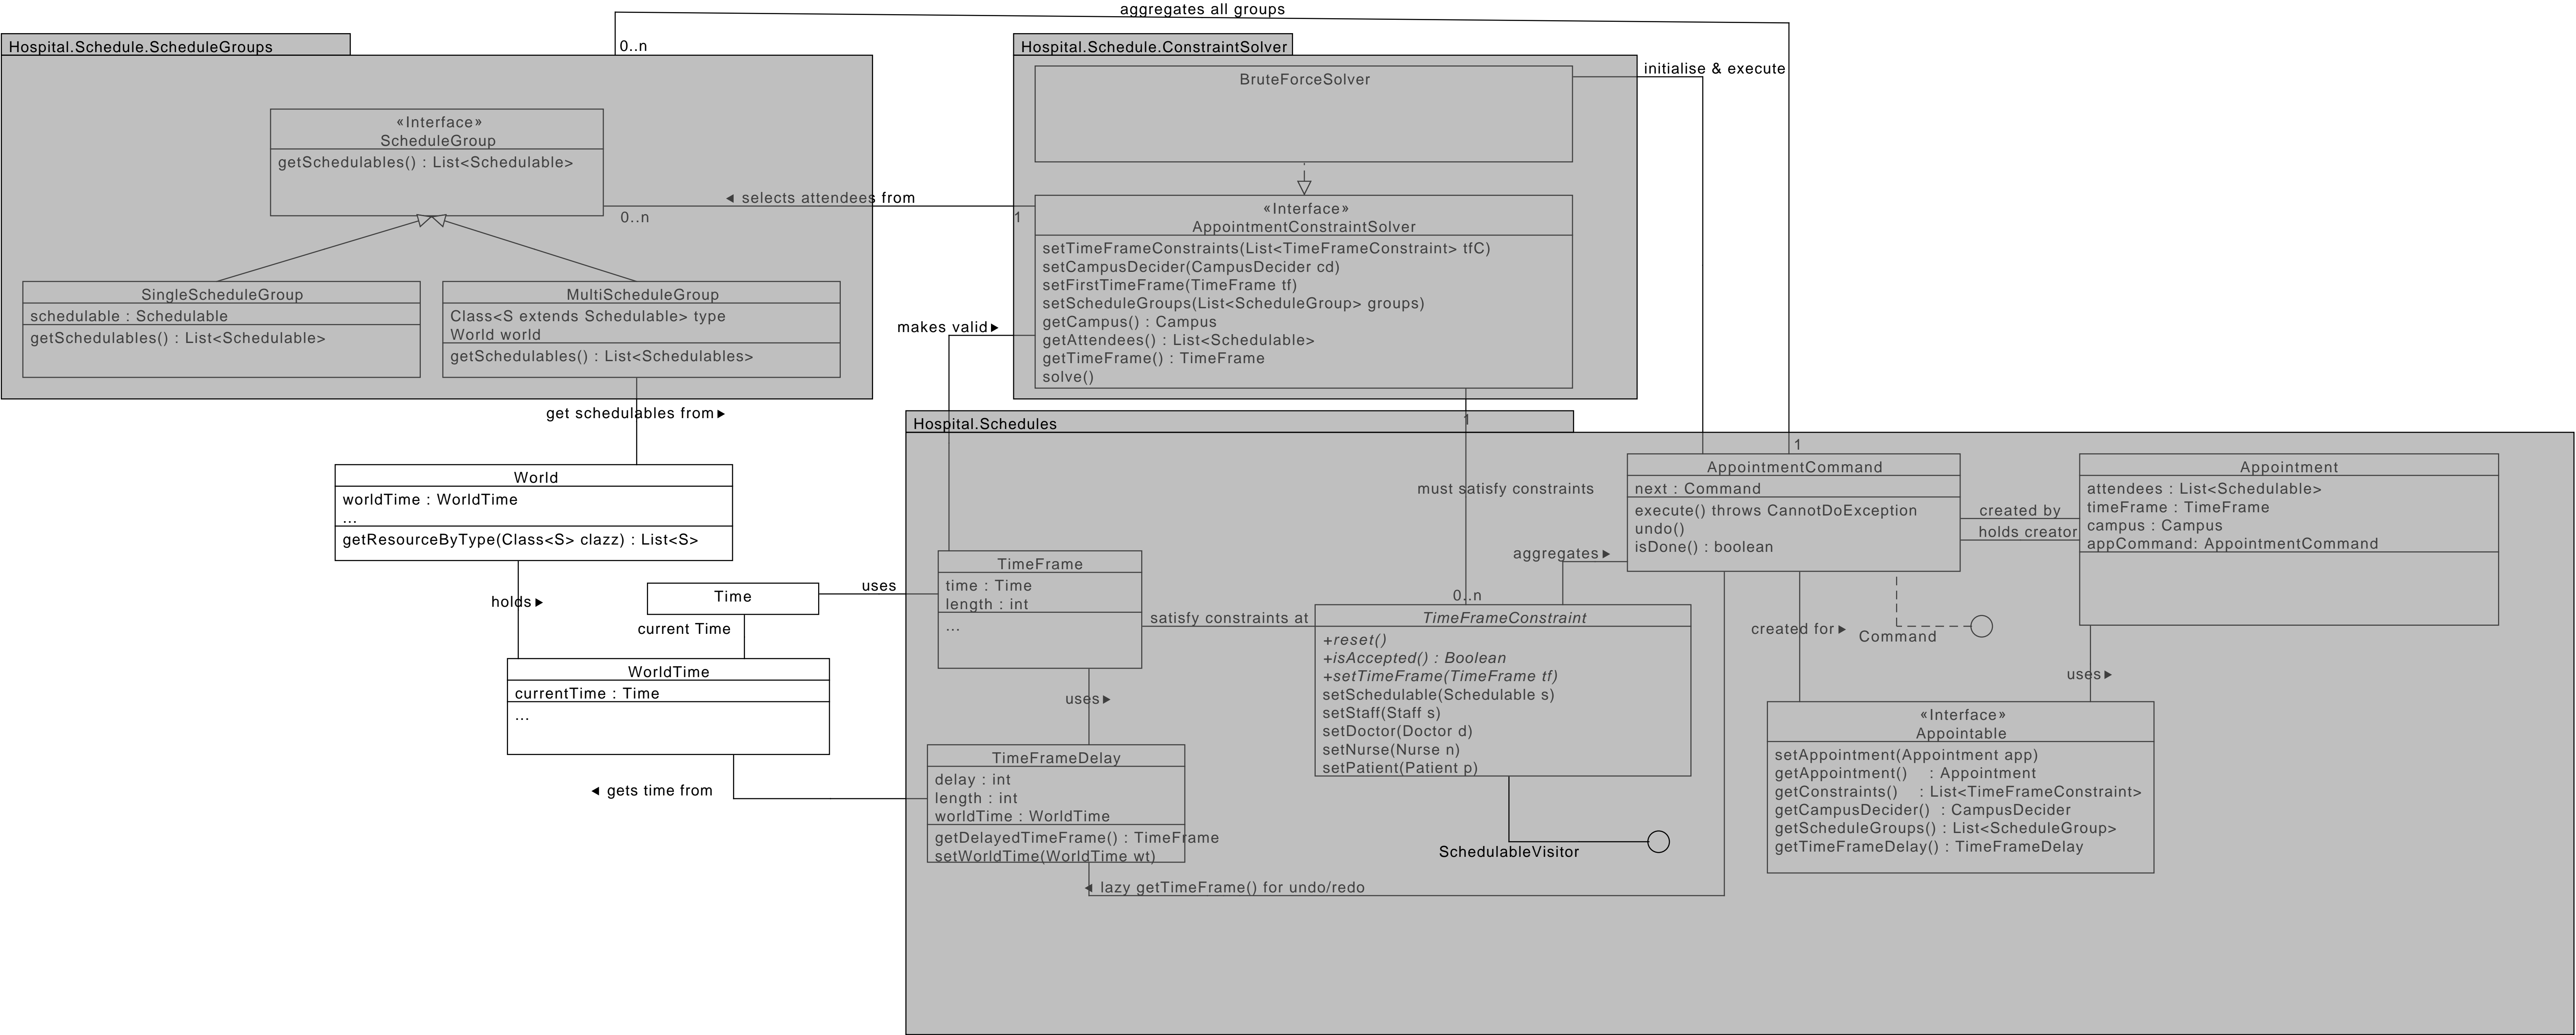 aggregates all groups
0..n
Hospital.Schedule.ScheduleGroups
«Interface»
ScheduleGroup
getSchedulables() : List<Schedulable>
◄ selects attendees from
0..n
1
SingleScheduleGroup
schedulable : Schedulable
getSchedulables() : List<Schedulable>
MultiScheduleGroup
Class<S extends Schedulable> type
World world
getSchedulables() : List<Schedulables>
get schedulables from►
Hospital.Schedule.ConstraintSolver
BruteForceSolver
initialise & execute
«Interface»
AppointmentConstraintSolver
setTimeFrameConstraints(List<TimeFrameConstraint> tfC)
setCampusDecider(CampusDecider cd)
setFirstTimeFrame(TimeFrame tf)
setScheduleGroups(List<ScheduleGroup> groups)
getCampus() : Campus
getAttendees() : List<Schedulable>
getTimeFrame() : TimeFrame
solve()
makes valid►
World
worldTime : WorldTime
...
getResourceByType(Class<S> clazz) : List<S>
holds►
Time
uses
current Time
WorldTime
currentTime : Time
...
◄ gets time from
Hospital.Schedules
1
1
must satisfy constraints
0..n
AppointmentCommand
next : Command
execute() throws CannotDoException
undo()
isDone() : boolean
created by
holds creator
Appointment
attendees : List<Schedulable>
timeFrame : TimeFrame
campus : Campus
appCommand: AppointmentCommand
aggregates►
TimeFrame
time : Time
length : int
...
satisfy constraints at
TimeFrameConstraint
+reset()
+isAccepted() : Boolean
+setTimeFrame(TimeFrame tf)
setSchedulable(Schedulable s)
setStaff(Staff s)
setDoctor(Doctor d)
setNurse(Nurse n)
setPatient(Patient p)
created for►
Command
uses►
uses►
TimeFrameDelay
delay : int
length : int
worldTime : WorldTime
getDelayedTimeFrame() : TimeFrame
setWorldTime(WorldTime wt)
SchedulableVisitor
◄ lazy getTimeFrame() for undo/redo
«Interface»
Appointable
setAppointment(Appointment app)
getAppointment() : Appointment
getConstraints() : List<TimeFrameConstraint>
getCampusDecider() : CampusDecider
getScheduleGroups() : List<ScheduleGroup>
getTimeFrameDelay() : TimeFrameDelay